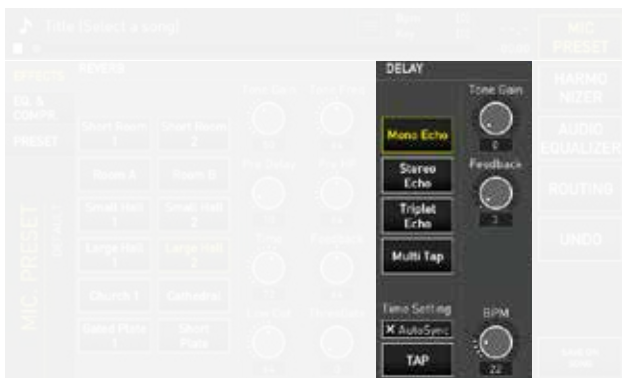 Title (Select a song)
MIC
PRESET
EFFECTS
REVERB
DELAY
HARMO
NIZER
EQ &
COMPR.
Tone Gain
Short Room
1
Short Room
2
Mono Echo
AUDIO
EQUALIZER
PRESET
0
Room A
Room B
Stereo
Echo
Feedback
ROUTING
Small Hall
1
Small Hall
2
Triplet
Echo
3
Large Hall
1
Large Hall
2
Multi Tap
UNDO
MIC. PRESET
Church 1
Cathedral
Time Setting
BPM
Gated Plate
1
Short
Plate
X AutoSync
TAP
22